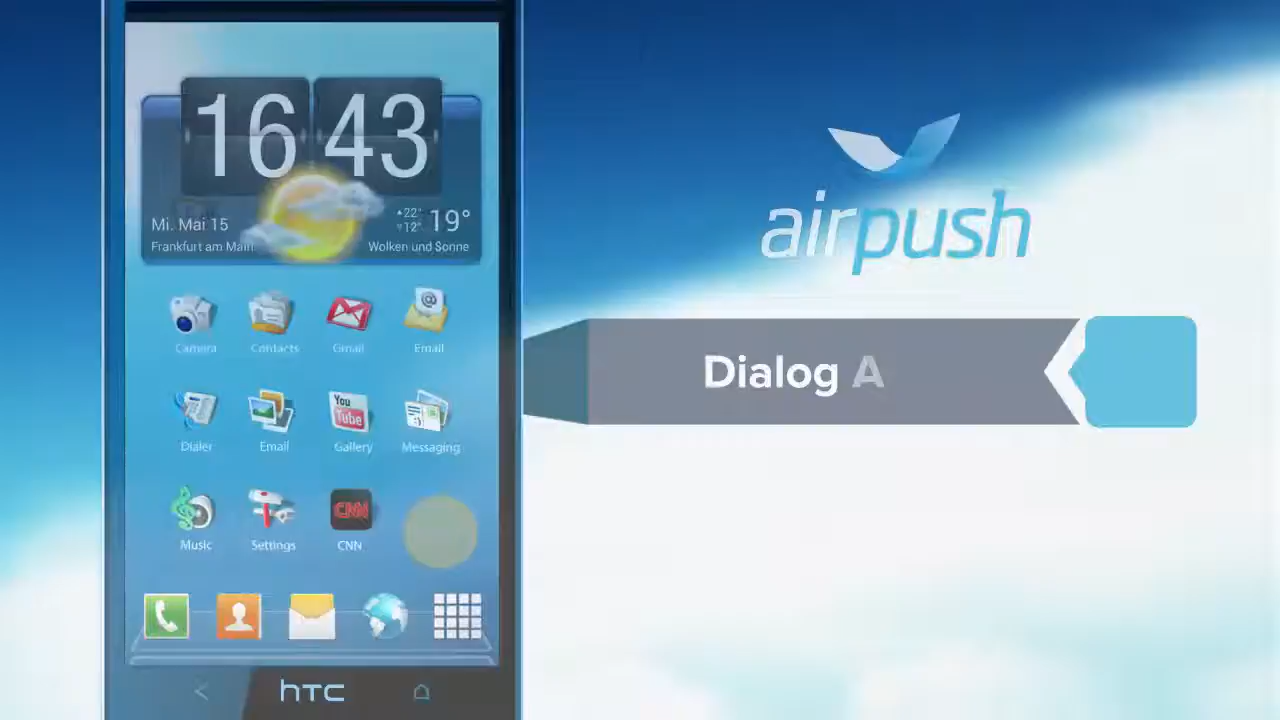 16 43
Mi. Mai 15
Frankfurt am Main
22°
12°
19°
Wolken und Sonne
Camera
Contacts
Gmail
Email
@
Dialer
Email
You
Tube
Gallery
Messaging
Music
Settings
CNN
CNN
hTC
airpush
Dialog A